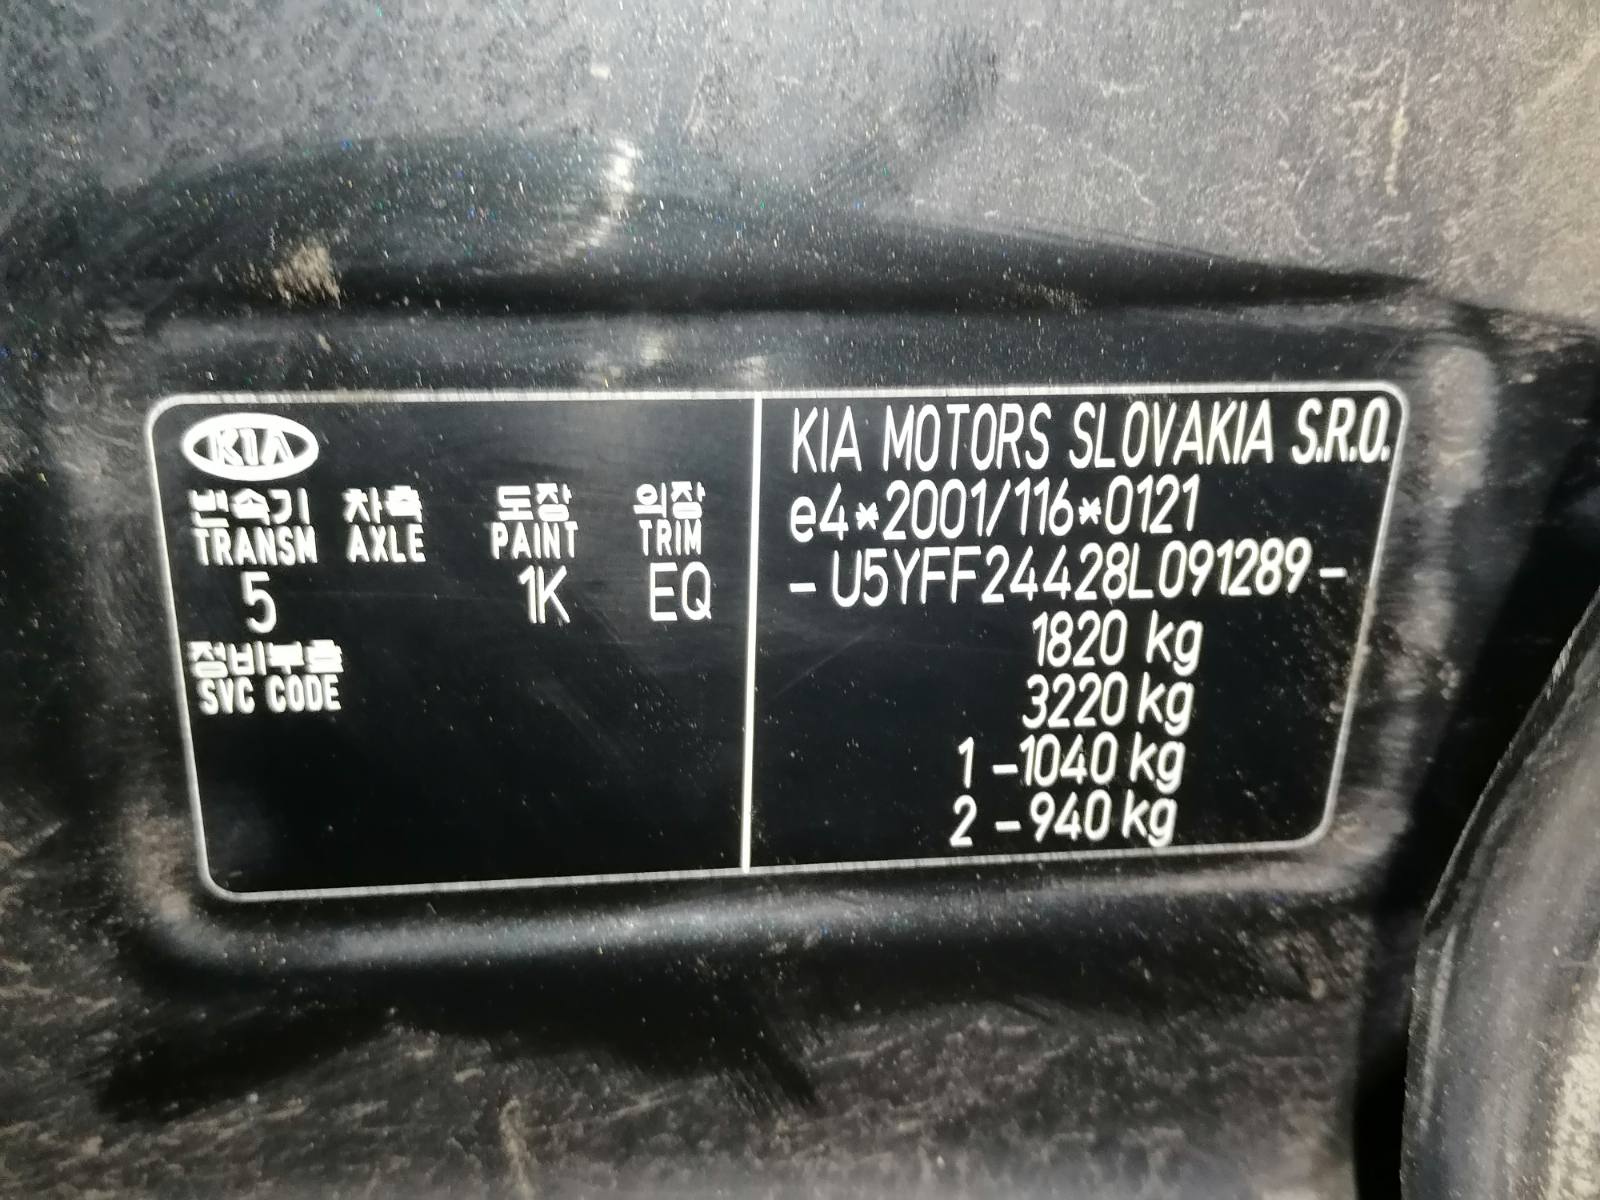 KIA
변속기 차축 도장 의장
TRANSM AXLE PAINT TRIM
5 1K EQ
정비부호
SVC CODE
KIA MOTORS SLOVAKIA S.R.O.
e4*2001/116*0121
-U5YFF24428L091289-
1820 kg
3220 kg
1 -1040 kg
2 -940 kg